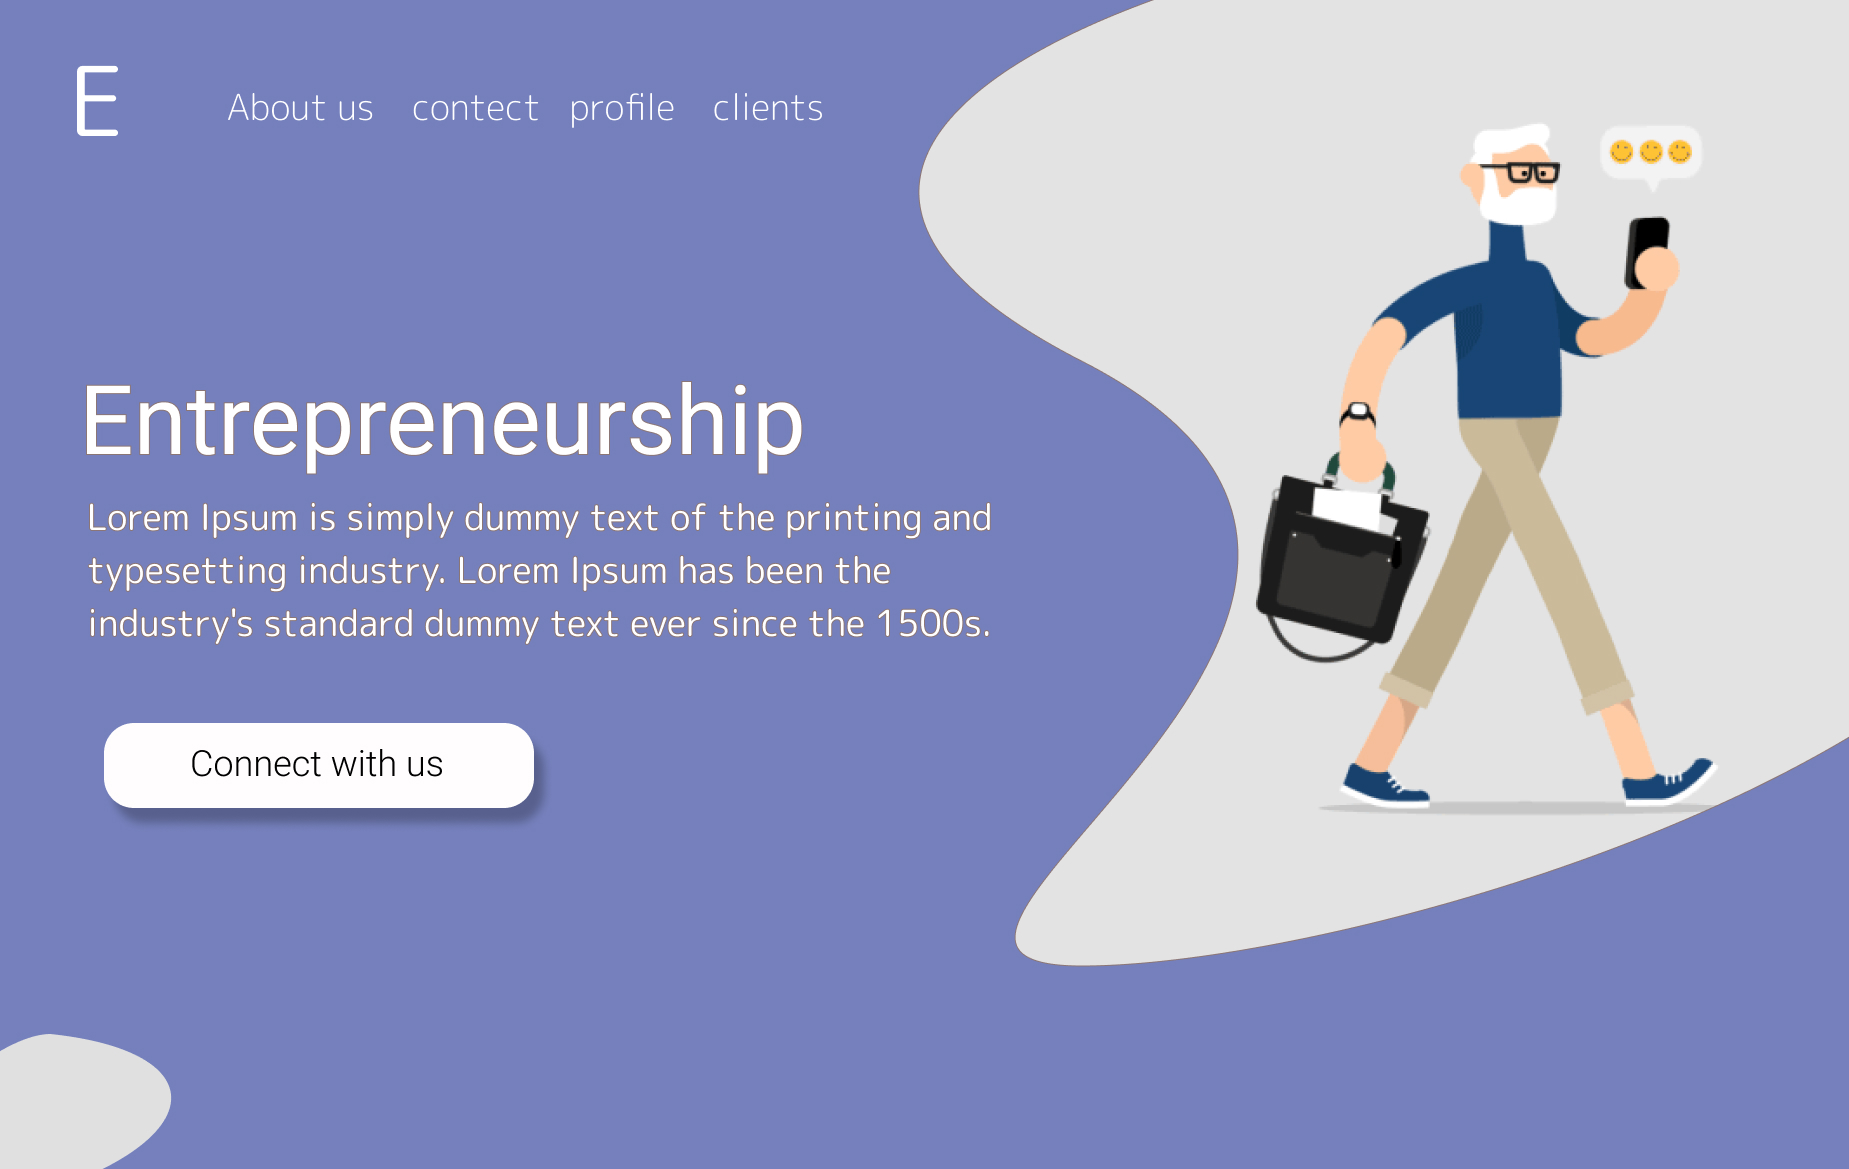 E
About us contect profile clients
Entrepreneurship
Lorem Ipsum is simply dummy text of the printing and
typesetting industry. Lorem Ipsum has been the
industry's standard dummy text ever since the 1500s.
Connect with us